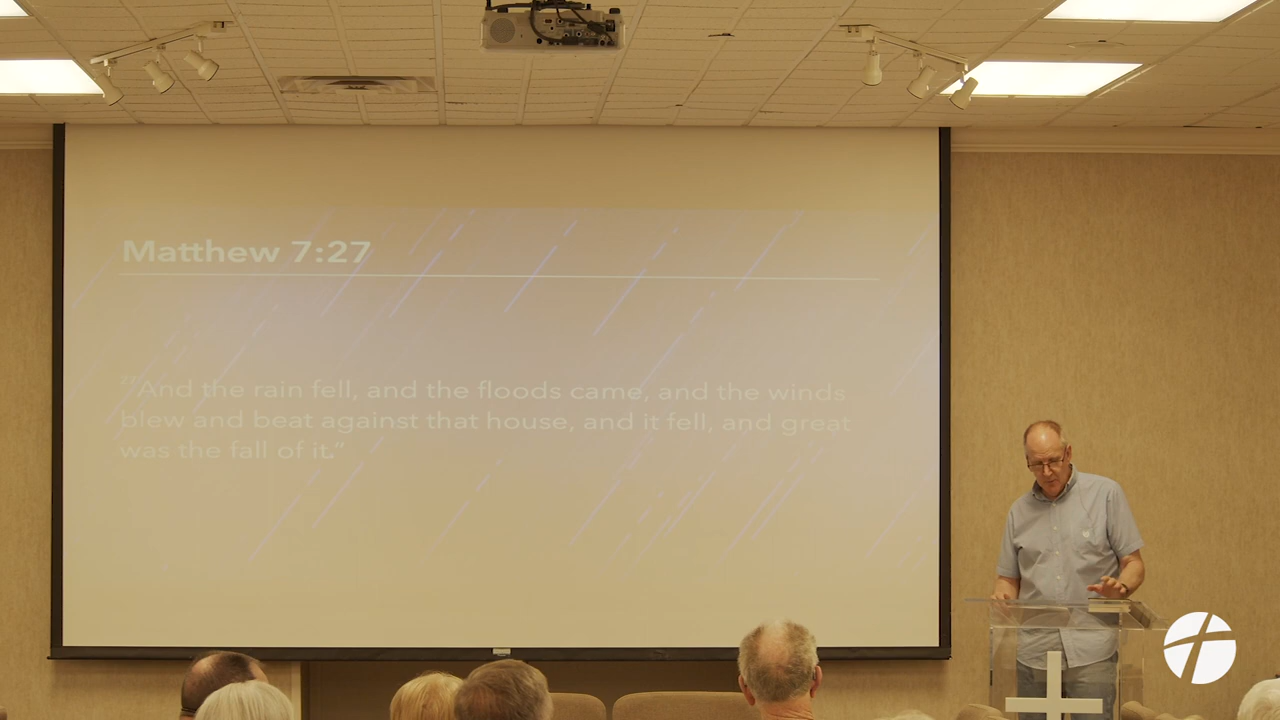 Matthew 7:27
"And the rain fell, and the floods came, and the winds
blew and beat against that house, and it fell, and great
was the fall of it."